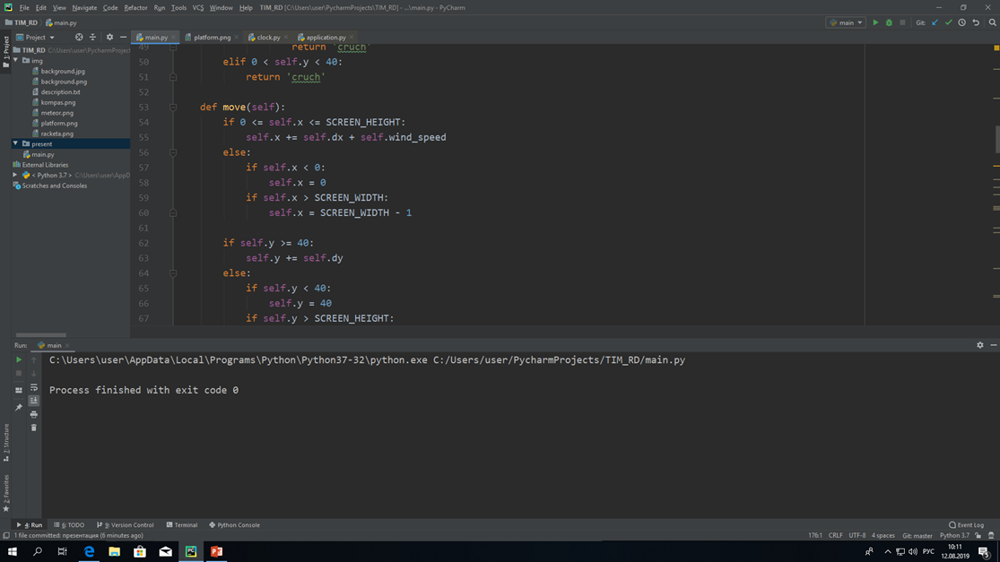 File Edit View Navigate Code Refactor Run Tools VCS Window Help TIM_RD [C:\Users\user\PycharmProjects\TIM_RD] - ...\main.py - PyCharm
TIM_RD main.py main Git:
Project main.py platform.png clock.py application.py
1: Project
TIM_RD C:\Users\user\PycharmProject
img
background.jpg
background.png
description.txt
kompas.png
meteor.png
platform.png
racketa.png
present
main.py
External Libraries
< Python 3.7 > C:\Users\user\AppD
Scratches and Consoles
49 return 'cruch'
50 elif 0 < self.y < 40:
51 return 'cruch'
52
53 def move(self):
54 if 0 <= self.x <= SCREEN_HEIGHT:
55 self.x += self.dx + self.wind_speed
56 else:
57 if self.x < 0:
58 self.x = 0
59 if self.x > SCREEN_WIDTH:
60 self.x = SCREEN_WIDTH - 1
61
62 if self.y >= 40:
63 self.y += self.dy
64 else:
65 if self.y < 40:
66 self.y = 40
67 if self.y > SCREEN_HEIGHT:
Run: main
C:\Users\user\AppData\Local\Programs\Python\Python37-32\python.exe C:/Users/user/PycharmProjects/TIM_RD/main.py
Process finished with exit code 0
7: Structure
2: Favorites
4: Run 6: TODO 9: Version Control Terminal Python Console Event Log
1 file committed: презентация (6 minutes ago) 176:1 CRLF UTF-8 4 spaces Git: master Python 3.7
РУС
10:11
12.08.2019